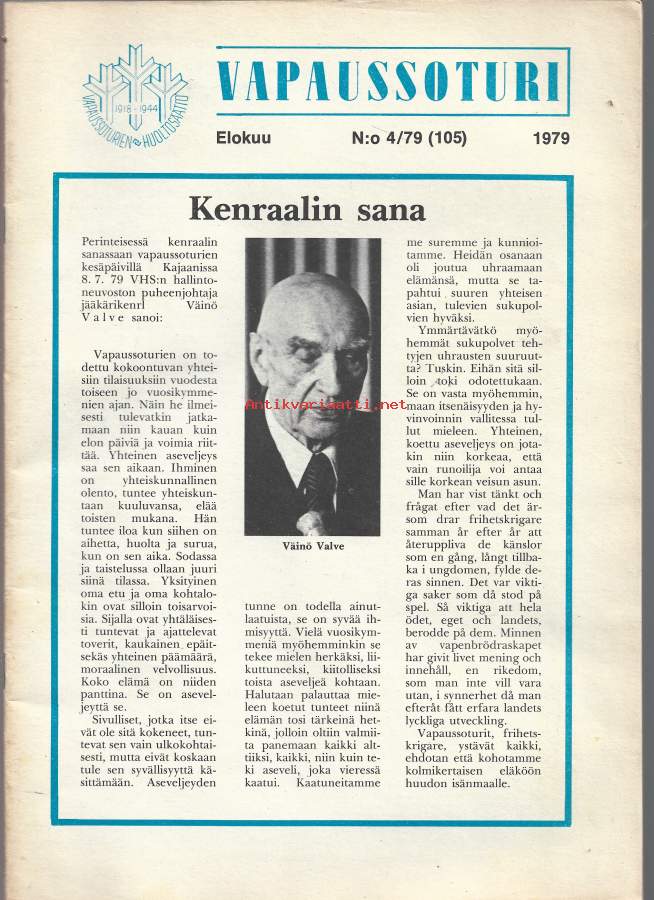 1918-1944
VAPAUSSOTURIEN HUOLTOSÄÄTIÖ
VAPAUSSOTURI
Elokuu N:o 4/79 (105) 1979
Kenraalin sana
Perinteisessä kenraalin
sanassaan vapaussoturien
kesäpäivillä Kajaanissa
8. 7. 79 VHS:n hallinto-
neuvoston puheenjohtaja
jääkärikenrl Väinö
Valve sanoi:
Vapaussoturien on to-
dettu kokoontuvan yhtei-
siin tilaisuuksiin vuodesta
toiseen jo vuosikymme-
nien ajan. Näin he ilmei-
sesti tulevatkin jatka-
maan niin kauan kuin
elon päiviä ja voimia riit-
tää. Yhteinen aseveljeys
saa sen aikaan. Ihminen
on yhteiskunnallinen
olento, tuntee yhteiskun-
taan kuuluvansa, elää
toisten mukana. Hän
tuntee iloa kun siihen on
aihetta, huolta ja surua,
kun on sen aika. Sodassa
ja taistelussa ollaan juuri
siinä tilassa. Yksityinen
oma etu ja oma kohtalo-
kin ovat silloin toisarvoi-
sia. Sijalla ovat yhtäläises-
ti tuntevat ja ajattelevat
toverit, kaukainen epäit-
sekäs yhteinen päämäärä,
moraalinen velvollisuus.
Koko elämä on niiden
panttina. Se on asevel-
jeyttä se.
Sivulliset, jotka itse ei-
vät ole sitä kokeneet, tun-
tevat sen vain ulkokohtai-
sesti, mutta eivät koskaan
tule sen syvällisyyttä kä-
sittämään. Aseveljeyden
Antikvariaatti.net
Väinö Valve
tunne on todella ainut-
laatuista, se on syvää ih-
misyyttä. Vielä vuosikym-
meniä myöhemminkin se
tekee mielen herkäksi, lii-
kuttuneeksi, kiitolliseksi
toista aseveljeä kohtaan.
Halutaan palauttaa mie-
leen koetut tunteet niinä
elämän tosi tärkeinä het-
kinä, jolloin oltiin valmii-
ta panemaan kaikki alt-
tiiksi, kaikki, niin kuin te-
ki aseveli, joka vieressä
kaatui. Kaatuneitamme
me suremme ja kunnioi-
tamme. Heidän osanaan
oli joutua uhraamaan
elämänsä, mutta se ta-
pahtui suuren yhteisen
asian, tulevien sukupol-
vien hyväksi.
Ymmärtävätkö myö-
hemmät sukupolvet teh-
tyjen uhrausten suuruut-
ta? Tuskin. Eihän sitä sil-
loin toki odotettukaan.
Se on vasta myöhemmin,
maan itsenäisyyden ja hy-
vinvoinnin vallitessa tul-
lut mieleen. Yhteinen,
koettu aseveljeys on jota-
kin niin korkeaa, että
vain runoilija voi antaa
sille korkean veisun asun.
Man har vist tänkt och
frågat efter vad det är-
som drar frihetskrigare
samman år efter år att
återuppliva de känslor
som en gång, långt tillba-
ka i ungdomen, fylde de-
ras sinnen. Det var vikti-
ga saker som då stod på
spel. Så viktiga att hela
ödet, eget och landets,
berodde på dem. Minnen
av vapenbrödraskapet
har givit livet mening och
innehåll, en rikedom,
som man inte vill vara
utan, i synnerhet då man
efteråt fått erfara landets
lyckliga utveckling.
Vapaussoturit, frihets-
krigare, ystävät kaikki,
ehdotan että kohotamme
kolmikertaisen eläköön
huudon isänmaalle.